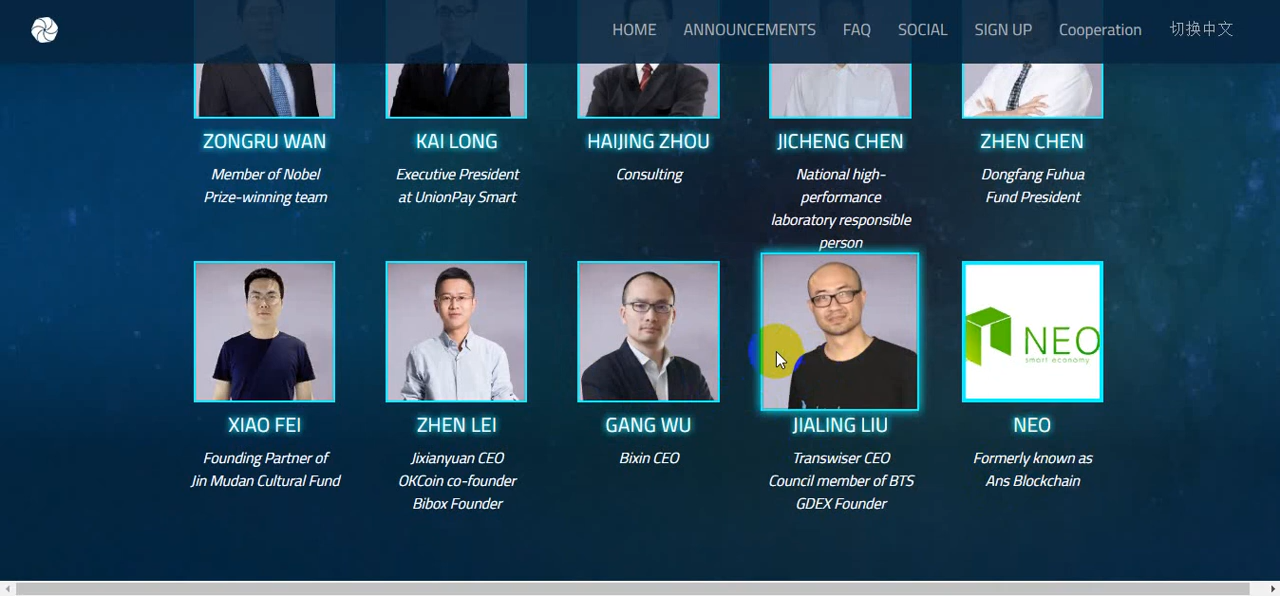 HOME ANNOUNCEMENTS FAQ SOCIAL SIGN UP Cooperation 切换中文
ZONGRU WAN
Member of Nobel
Prize-winning team
KAI LONG
Executive President
at UnionPay Smart
HAIJING ZHOU
Consulting
JICHENG CHEN
National high-
performance
laboratory responsible
person
ZHEN CHEN
Dongfang Fuhua
Fund President
NEO
smart economy
XIAO FEI
Founding Partner of
Jin Mudan Cultural Fund
ZHEN LEI
Jixianyuan CEO
OKCoin co-founder
Bibox Founder
GANG WU
Bixin CEO
JIALING LIU
Transwiser CEO
Council member of BTS
GDEX Founder
NEO
Formerly known as
Ans Blockchain